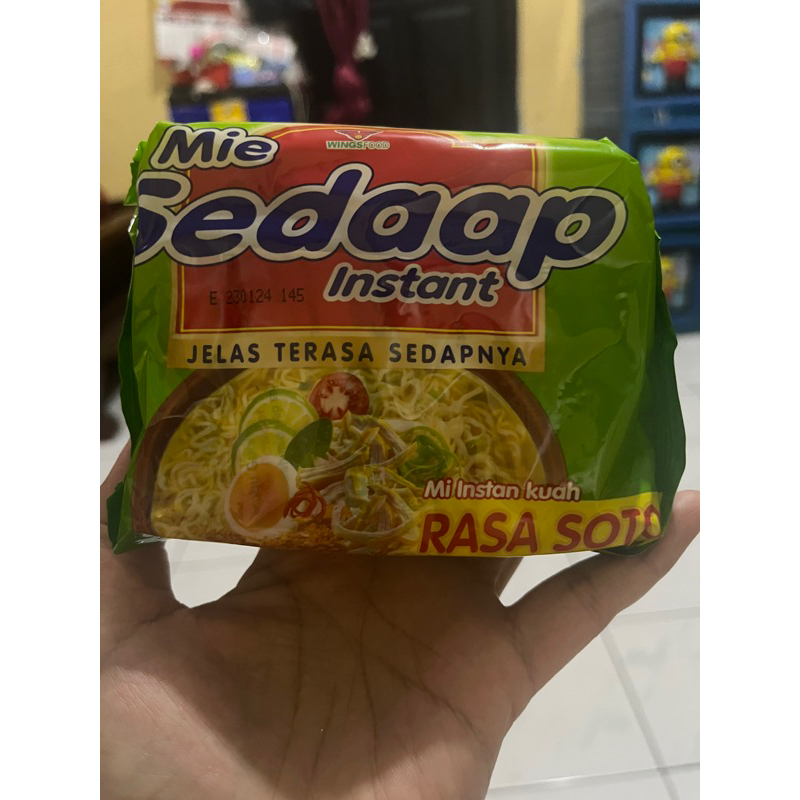 Mie
WINGSFOOD
Sedaap
Instant
E 230124 145
JELAS TERASA SEDAPNYA
Mi Instan kuah
RASA SOTO